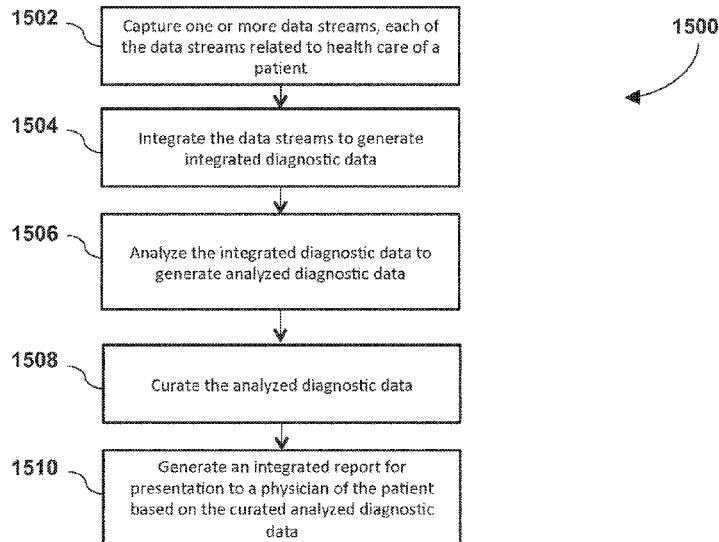 1502
Capture one or more data streams, each of
the data streams related to health care of a
patient
1500
1504
Integrate the data streams to generate
integrated diagnostic data
1506
Analyze the integrated diagnostic data to
generate analyzed diagnostic data
1508
Curate the analyzed diagnostic data
1510
Generate an integrated report for
presentation to a physician of the patient
based on the curated analyzed diagnostic
data